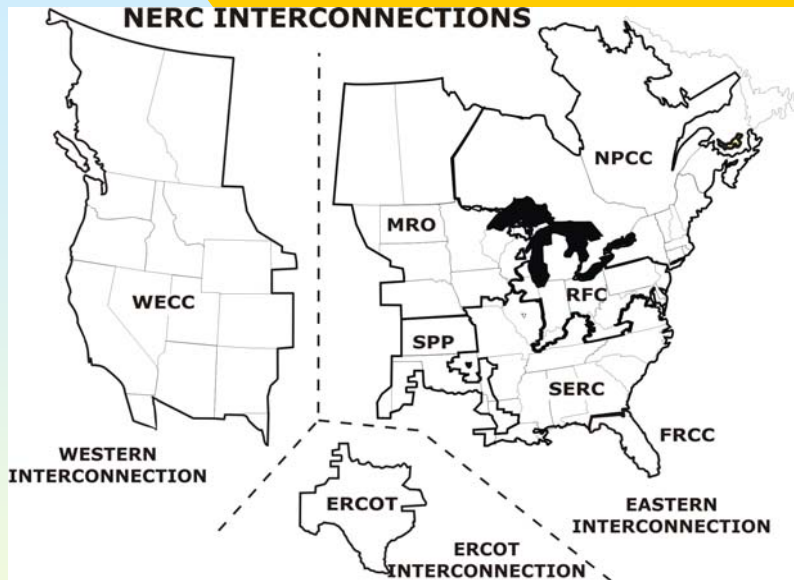 NERC INTERCONNECTIONS
NPCC
MRO
WECC
RFC
SPP
SERC
FRCC
WESTERN
INTERCONNECTION
ERCOT
EASTERN
INTERCONNECTION
ERCOT
INTERCONNECTION